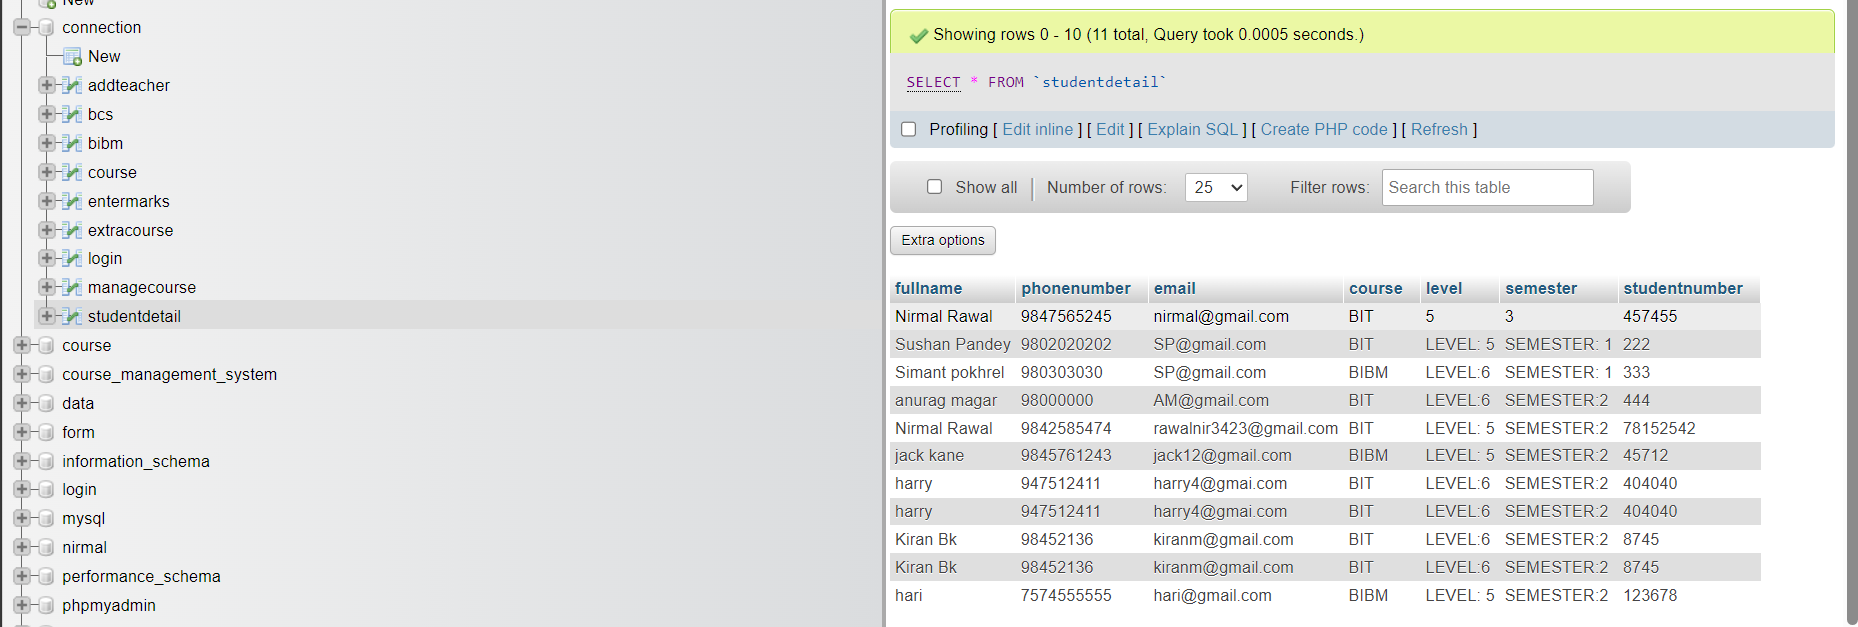 New
connection
New
addteacher
bcs
bibm
course
entermarks
extracourse
login
managecourse
studentdetail
course
course_management_system
data
form
information_schema
login
mysql
nirmal
performance_schema
phpmyadmin
Showing rows 0 - 10 (11 total, Query took 0.0005 seconds.)
SELECT * FROM `studentdetail`
Profiling [ Edit inline ] [ Edit ] [ Explain SQL ] [ Create PHP code ] [ Refresh ]
Show all | Number of rows: 25 Filter rows: Search this table
Extra options
fullname phonenumber email course level semester studentnumber
Nirmal Rawal 9847565245 nirmal@gmail.com BIT 5 3 457455
Sushan Pandey 9802020202 SP@gmail.com BIT LEVEL: 5 SEMESTER: 1 222
Simant pokhrel 980303030 SP@gmail.com BIBM LEVEL:6 SEMESTER: 1 333
anurag magar 98000000 AM@gmail.com BIT LEVEL:6 SEMESTER:2 444
Nirmal Rawal 9842585474 rawalnir3423@gmail.com BIT LEVEL: 5 SEMESTER:2 78152542
jack kane 9845761243 jack12@gmail.com BIBM LEVEL: 5 SEMESTER:2 45712
harry 947512411 harry4@gmai.com BIT LEVEL:6 SEMESTER:2 404040
harry 947512411 harry4@gmai.com BIT LEVEL:6 SEMESTER:2 404040
Kiran Bk 98452136 kiranm@gmail.com BIT LEVEL:6 SEMESTER:2 8745
Kiran Bk 98452136 kiranm@gmail.com BIT LEVEL:6 SEMESTER:2 8745
hari 7574555555 hari@gmail.com BIBM LEVEL: 5 SEMESTER:2 123678